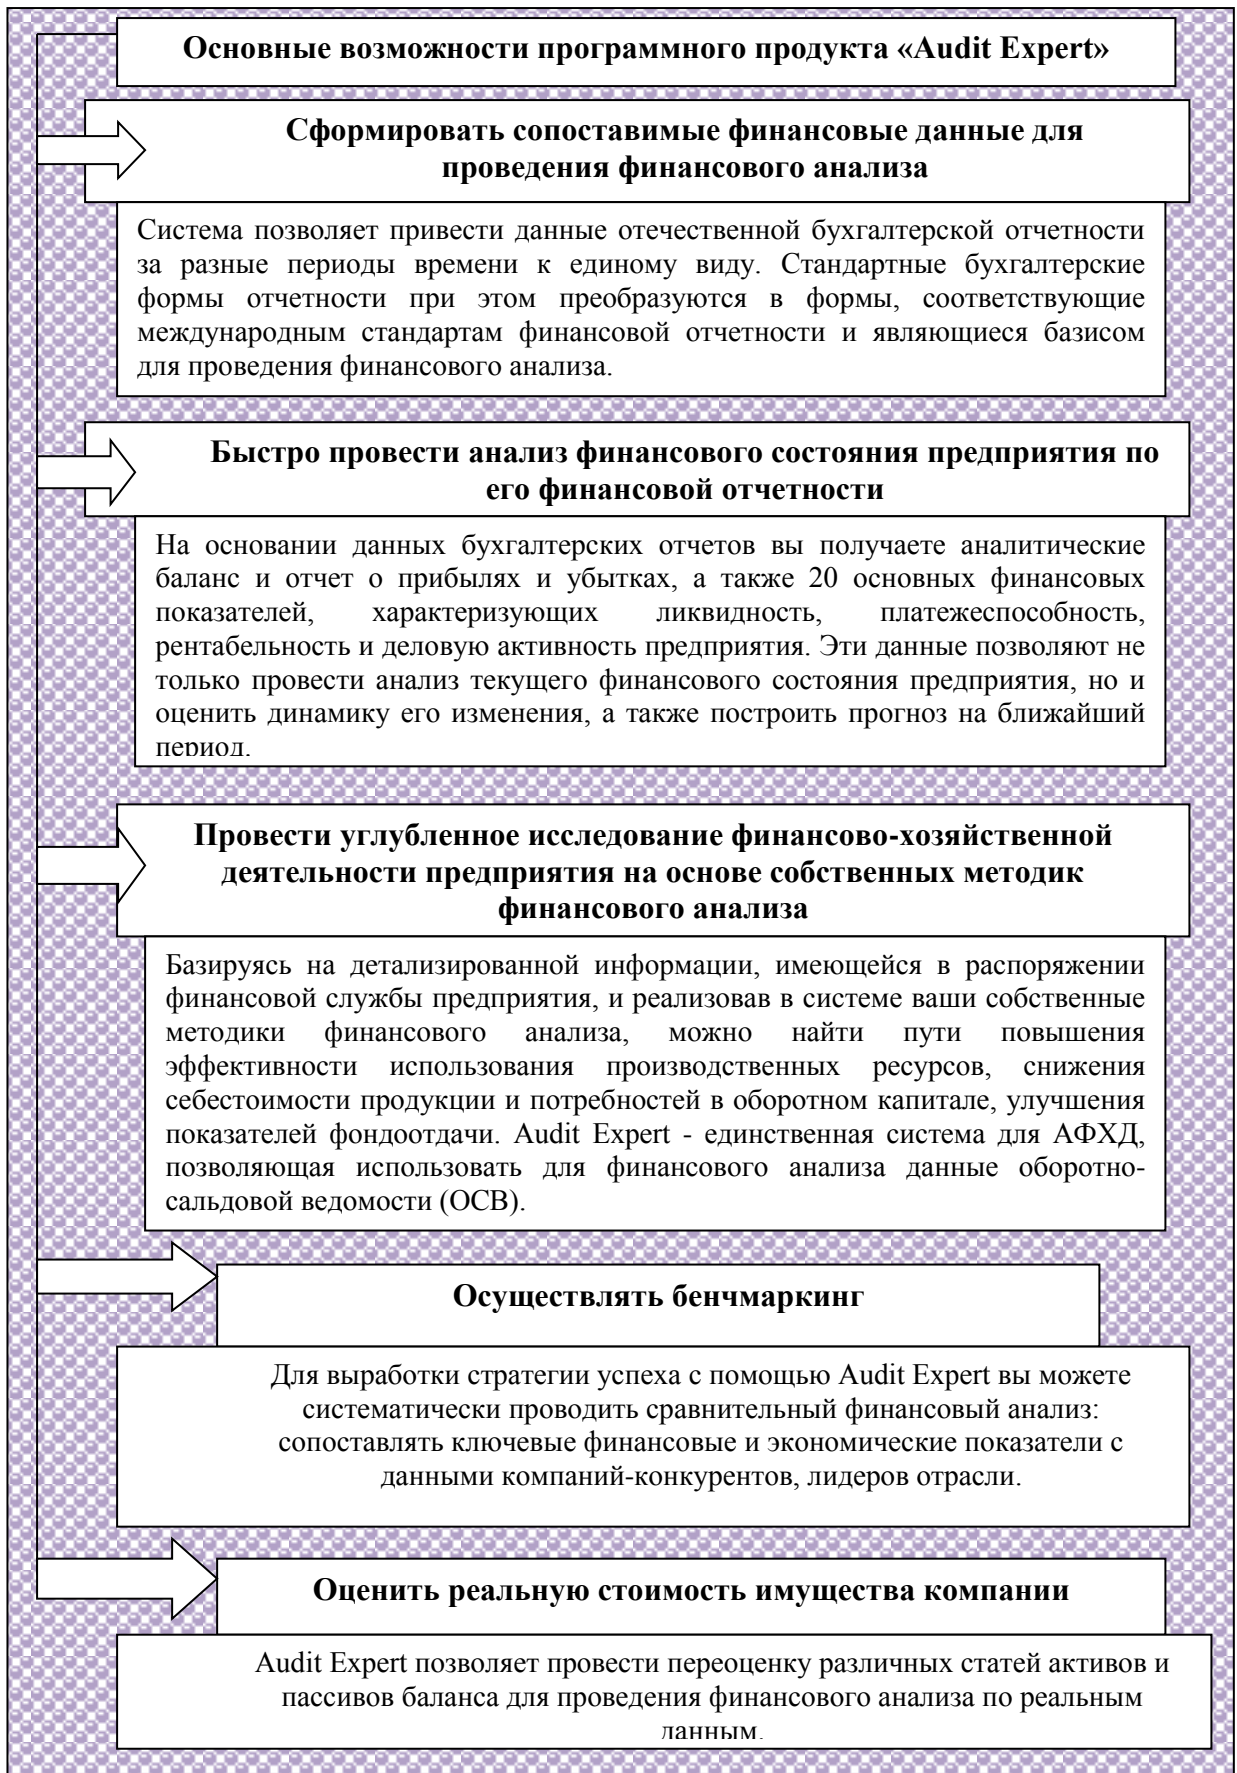 Основные возможности программного продукта «Audit Expert»
Сформировать сопоставимые финансовые данные для
проведения финансового анализа
Система позволяет привести данные отечественной бухгалтерской отчетности
за разные периоды времени к единому виду. Стандартные бухгалтерские
формы отчетности при этом преобразуются в формы, соответствующие
международным стандартам финансовой отчетности и являющиеся базисом
для проведения финансового анализа.
Быстро провести анализ финансового состояния предприятия по
его финансовой отчетности
На основании данных бухгалтерских отчетов вы получаете аналитические
баланс и отчет о прибылях и убытках, а также 20 основных финансовых
показателей, характеризующих ликвидность, платежеспособность,
рентабельность и деловую активность предприятия. Эти данные позволяют не
только провести анализ текущего финансового состояния предприятия, но и
оценить динамику его изменения, а также построить прогноз на ближайший
период.
Провести углубленное исследование финансово-хозяйственной
деятельности предприятия на основе собственных методик
финансового анализа
Базируясь на детализированной информации, имеющейся в распоряжении
финансовой службы предприятия, и реализовав в системе ваши собственные
методики финансового анализа, можно найти пути повышения
эффективности использования производственных ресурсов, снижения
себестоимости продукции и потребностей в оборотном капитале, улучшения
показателей фондоотдачи. Audit Expert - единственная система для АФХД,
позволяющая использовать для финансового анализа данные оборотно-
сальдовой ведомости (ОСВ).
Осуществлять бенчмаркинг
Для выработки стратегии успеха с помощью Audit Expert вы можете
систематически проводить сравнительный финансовый анализ:
сопоставлять ключевые финансовые и экономические показатели с
данными компаний-конкурентов, лидеров отрасли.
Оценить реальную стоимость имущества компании
Audit Expert позволяет провести переоценку различных статей активов и
пассивов баланса для проведения финансового анализа по реальным
данным.